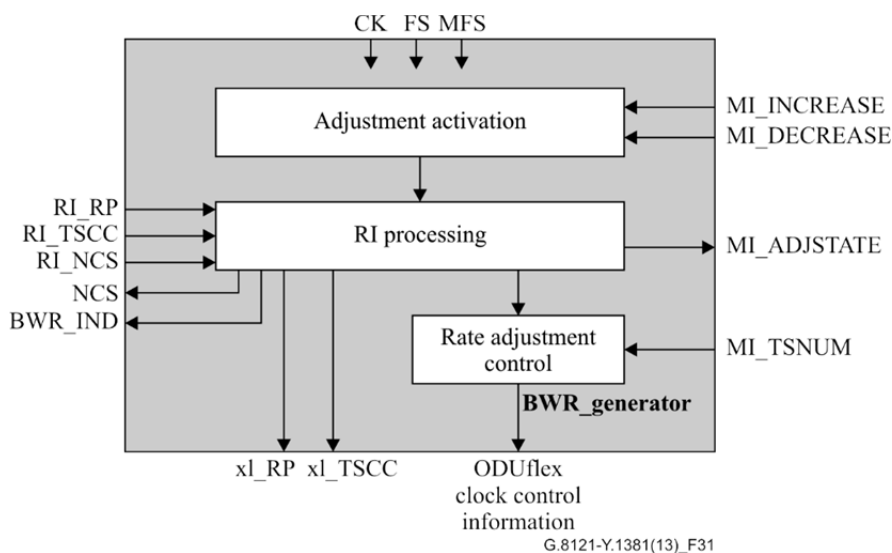 CK FS MFS
Adjustment activation
MI_INCREASE
MI_DECREASE
RI_RP
RI_TSCC
RI_NCS
RI processing
MI_ADJSTATE
NCS
BWR_IND
Rate adjustment
control
MI_TSNUM
BWR_generator
xl_RP xl_TSCC
ODUflex
clock control
information
G.8121-Y.1381(13)_F31